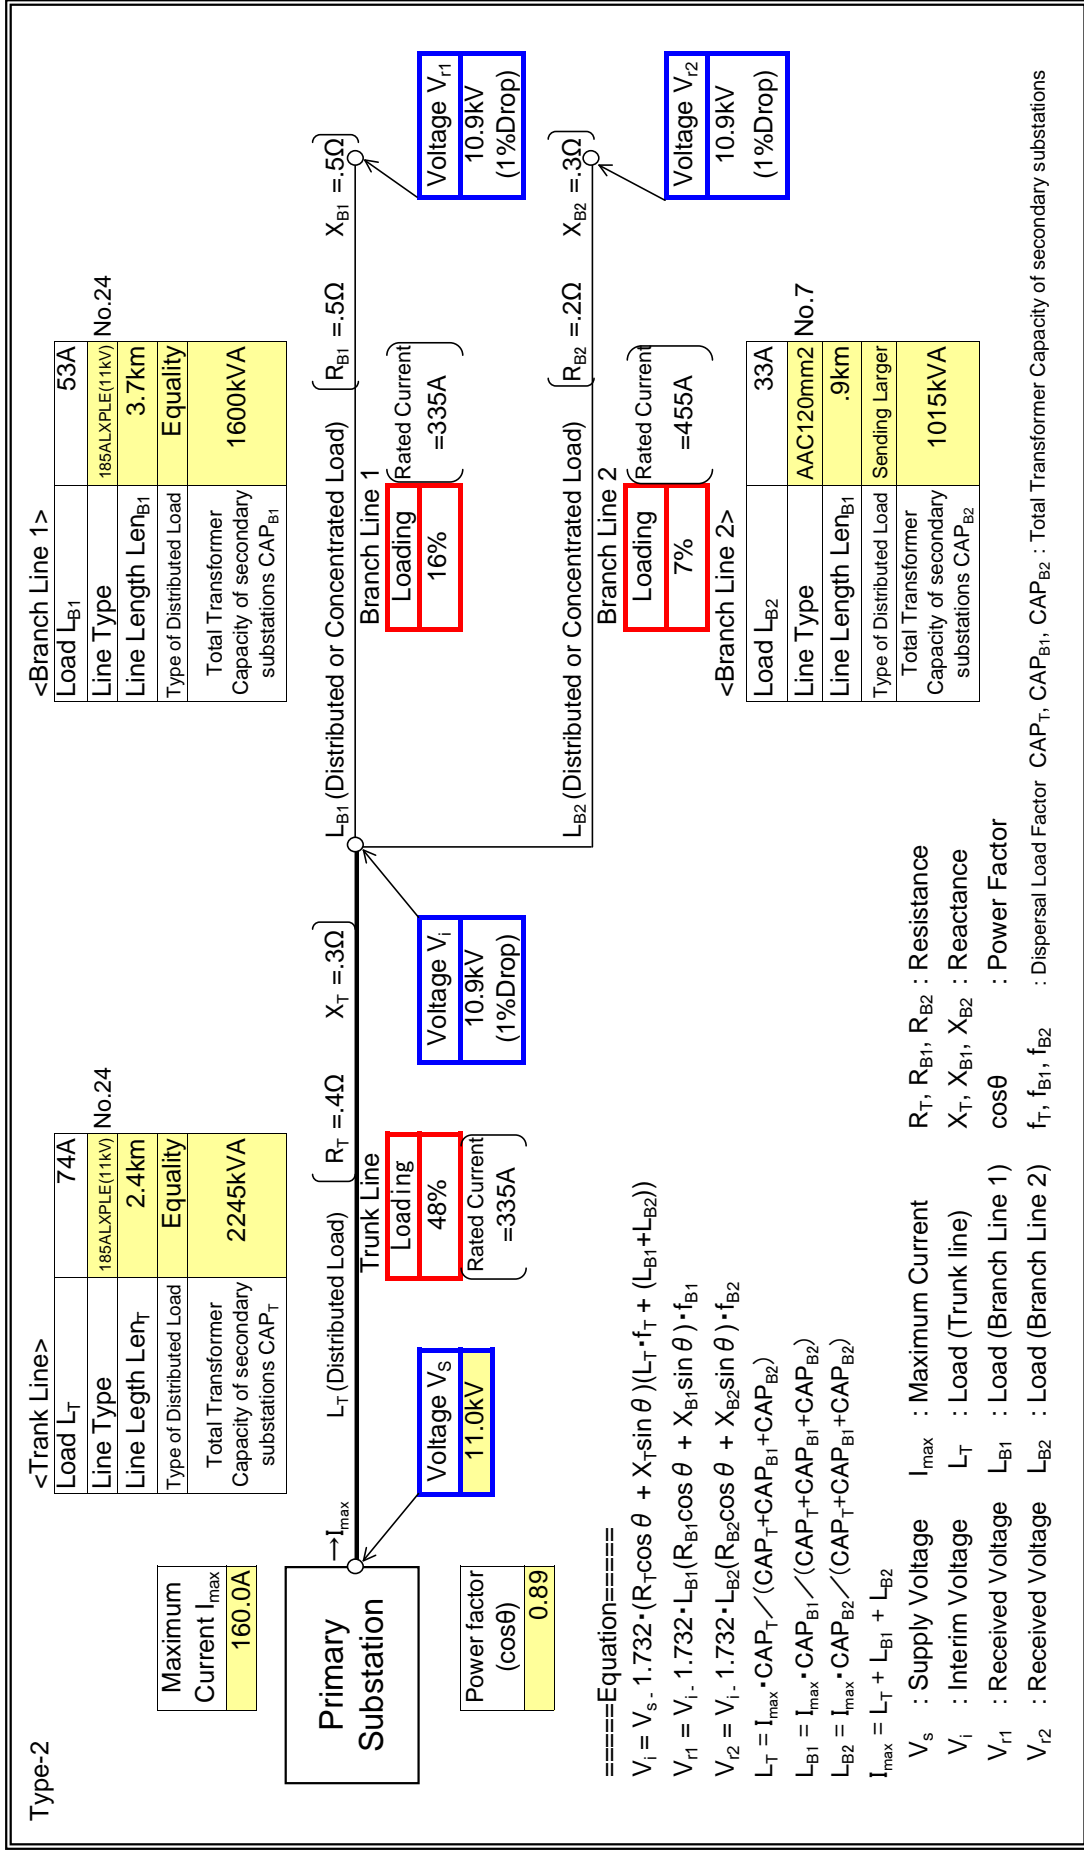 Type-2
Maximum
Current Imax
160.0A
Primary
Substation
→Imax
Power factor
(cosθ)
0.89
Voltage VS
11.0kV
<Trank Line>
Load LT 74A
Line Type 185ALXPLE(11kV) No.24
Line Legth LenT 2.4km
Type of Distributed Load Equality
Total Transformer
Capacity of secondary
substations CAPT
2245kVA
LT (Distributed Load) RT =.4Ω XT =.3Ω
Trunk Line
Loading
48%
Rated Current
=335A
Voltage Vi
10.9kV
(1%Drop)
<Branch Line 1>
Load LB1 53A
Line Type 185ALXPLE(11kV) No.24
Line Length LenB1 3.7km
Type of Distributed Load Equality
Total Transformer
Capacity of secondary
substations CAPB1
1600kVA
LB1 (Distributed or Concentrated Load) RB1 =.5Ω XB1 =.5Ω
Branch Line 1
Loading
16%
Rated Current
=335A
Voltage Vr1
10.9kV
(1%Drop)
LB2 (Distributed or Concentrated Load) RB2 =.2Ω XB2 =.3Ω
Branch Line 2
Loading
7%
Rated Current
=455A
Voltage Vr2
10.9kV
(1%Drop)
<Branch Line 2>
Load LB2 33A
Line Type AAC120mm2 No.7
Line Length LenB1 .9km
Type of Distributed Load Sending Larger
Total Transformer
Capacity of secondary
substations CAPB2
1015kVA
=====Equation=====
Vi = Vs - 1.732・(RTcosθ + XTsinθ)(LT・fT + (LB1+LB2))
Vr1 = Vi - 1.732・LB1(RB1cosθ + XB1sinθ)・fB1
Vr2 = Vi - 1.732・LB2(RB2cosθ + XB2sinθ)・fB2
LT = Imax・CAPT／(CAPT+CAPB1+CAPB2)
LB1 = Imax・CAPB1／(CAPT+CAPB1+CAPB2)
LB2 = Imax・CAPB2／(CAPT+CAPB1+CAPB2)
Imax = LT + LB1 + LB2
Vs : Supply Voltage Imax : Maximum Current RT, RB1, RB2 : Resistance
Vi : Interim Voltage LT : Load (Trunk line) XT, XB1, XB2 : Reactance
Vr1 : Received Voltage LB1 : Load (Branch Line 1) cosθ : Power Factor
Vr2 : Received Voltage LB2 : Load (Branch Line 2) fT, fB1, fB2 : Dispersal Load Factor CAPT, CAPB1, CAPB2 : Total Transformer Capacity of secondary substations